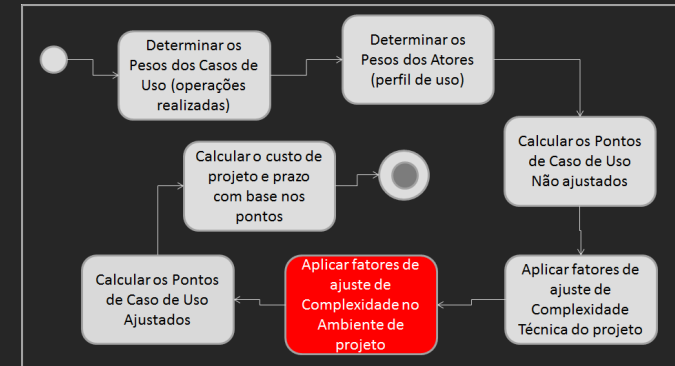 Determinar os
Pesos dos Casos de
Uso (operações
realizadas)
Determinar os
Pesos dos Atores
(perfil de uso)
Calcular os Pontos
de Caso de Uso
Não ajustados
Aplicar fatores de
ajuste de
Complexidade
Técnica do projeto
Aplicar fatores de
ajuste de
Complexidade no
Ambiente de
projeto
Calcular os Pontos
de Caso de Uso
Ajustados
Calcular o custo de
projeto e prazo
com base nos
pontos